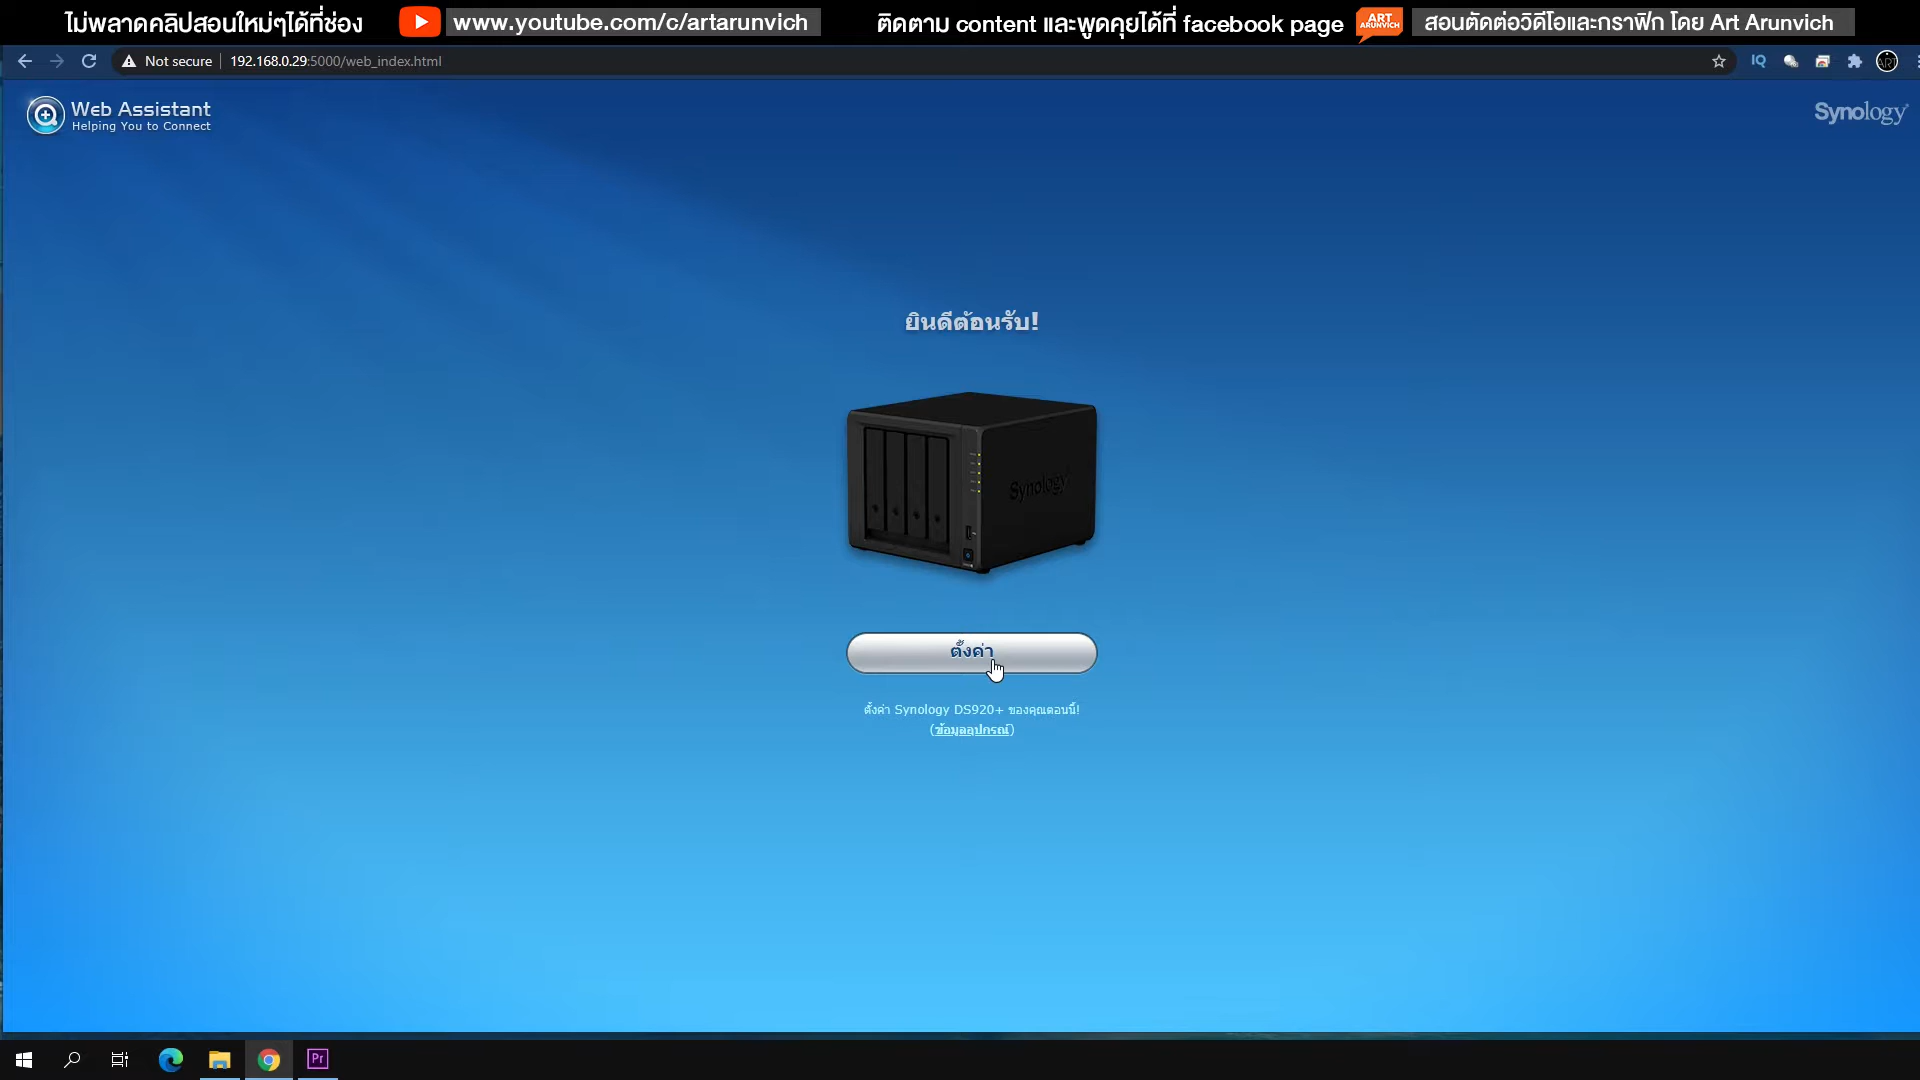 ไม่พลาดคลิปสอนใหม่ๆได้ที่ช่อง www.youtube.com/c/artarunvich ติดตาม content และพูดคุยได้ที่ facebook page ART ARUNVICH สอนตัดต่อวิดีโอและกราฟิก โดย Art Arunvich
Not secure 192.168.0.29:5000/web_index.html IQ ART
Web Assistant
Helping You to Connect
Synology
ยินดีต้อนรับ!
Synology
ตั้งค่า
ตั้งค่า Synology DS920+ ของคุณตอนนี้!
(ข้อมูลอุปกรณ์)
Pr